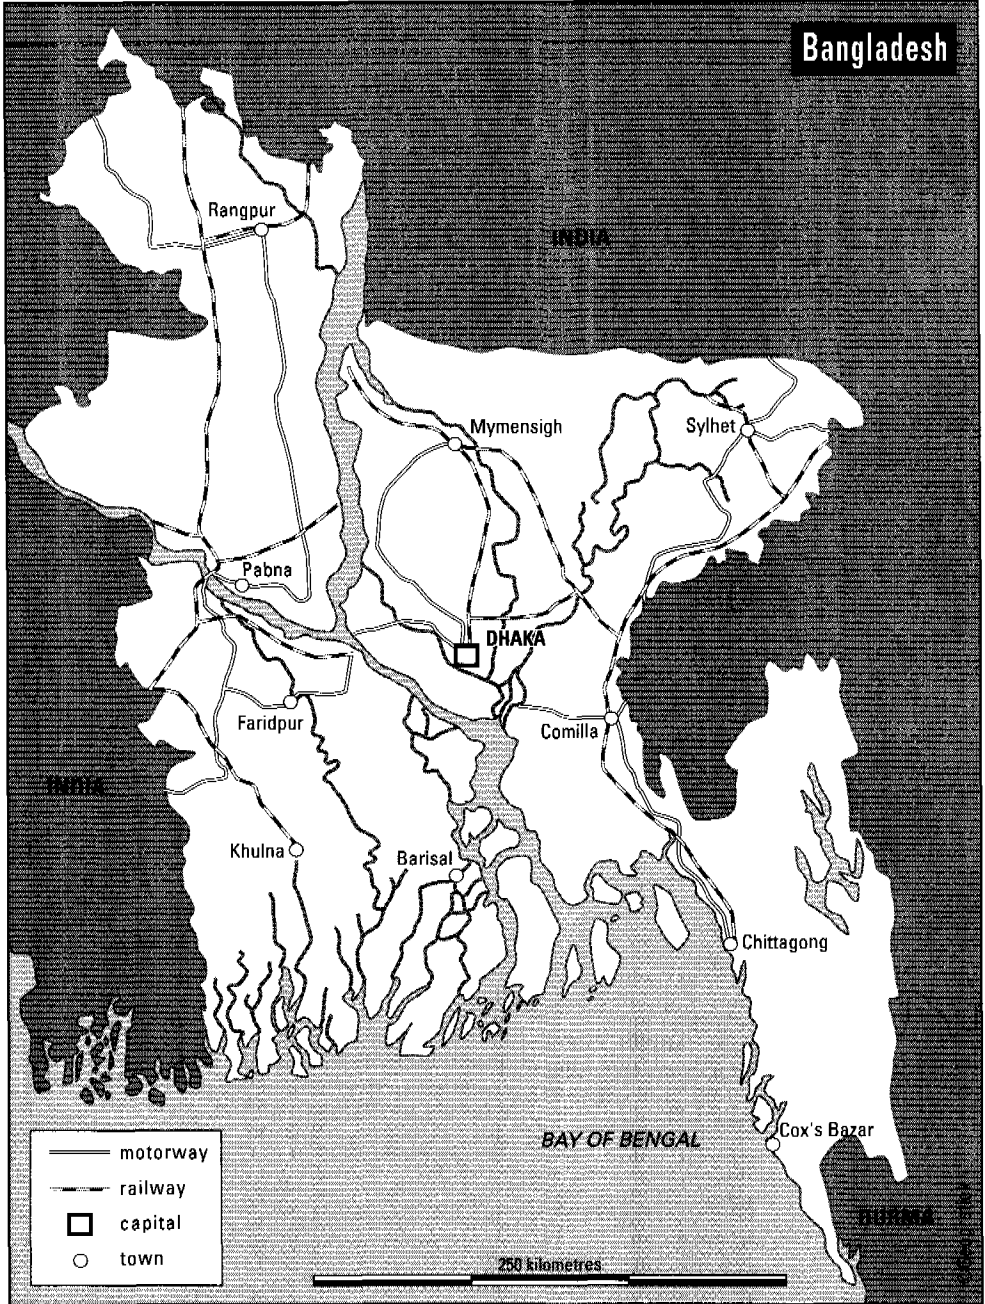 Bangladesh
Rangpur
INDIA
Mymensigh
Sylhet
Pabna
DHAKA
Faridpur
Comilla
INDIA
Khulna
Barisal
Chittagong
BAY OF BENGAL
Cox's Bazar
BURMA
motorway
railway
capital
town
250 kilometres